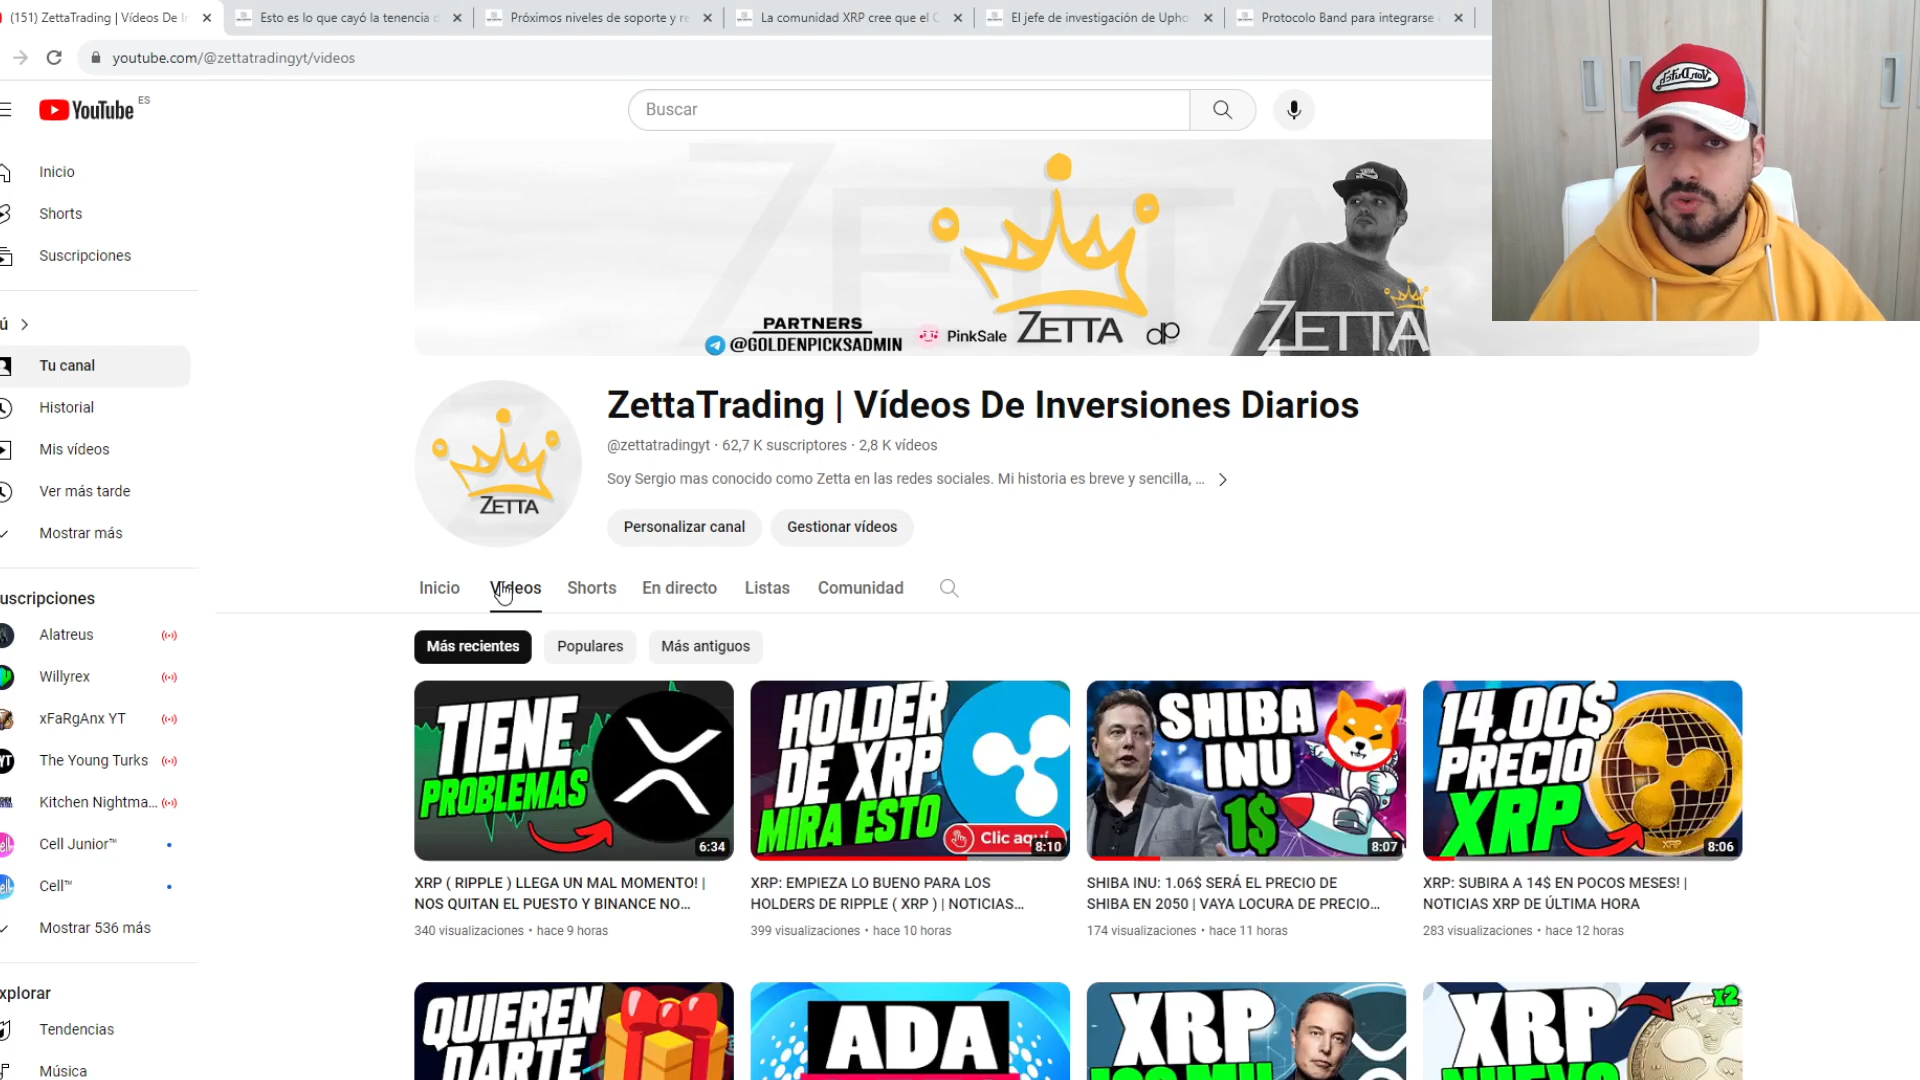 (151) ZettaTrading | Vídeos De I
Esto es lo que cayó la tenencia
Próximos niveles de soporte y re
La comunidad XRP cree que el
El jefe de investigación de Upho
Protocolo Band para integrarse
youtube.com/@zettatradingyt/videos
YouTube ES
Buscar
Inicio
Shorts
Suscripciones
ú
Tu canal
Historial
Mis vídeos
Ver más tarde
Mostrar más
uscripciones
Alatreus
Willyrex
xFaRgAnx YT
The Young Turks
Kitchen Nightma...
Cell Junior™
Cell™
Mostrar 536 más
xplorar
Tendencias
Música
Von Dutch
ZETTA
PARTNERS
@GOLDENPICKSADMIN
PinkSale
ZETTA
dp
ZETTA
ZETTA
ZettaTrading | Vídeos De Inversiones Diarios
@zettatradingyt · 62,7 K suscriptores · 2,8 K vídeos
Soy Sergio mas conocido como Zetta en las redes sociales. Mi historia es breve y sencilla, ...
Personalizar canal
Gestionar vídeos
Inicio
Vídeos
Shorts
En directo
Listas
Comunidad
Más recientes
Populares
Más antiguos
TIENE
PROBLEMAS
6:34
XRP ( RIPPLE ) LLEGA UN MAL MOMENTO! |
NOS QUITAN EL PUESTO Y BINANCE NO...
340 visualizaciones • hace 9 horas
HOLDER
DE XRP
MIRA ESTO
Clic aquí
8:10
XRP: EMPIEZA LO BUENO PARA LOS
HOLDERS DE RIPPLE ( XRP ) | NOTICIAS...
399 visualizaciones • hace 10 horas
SHIBA
INU
1$
8:07
SHIBA INU: 1.06$ SERÁ EL PRECIO DE
SHIBA EN 2050 | VAYA LOCURA DE PRECIO...
174 visualizaciones • hace 11 horas
14.00$
PRECIO
XRP
XRP
8:06
XRP: SUBIRA A 14$ EN POCOS MESES! |
NOTICIAS XRP DE ÚLTIMA HORA
283 visualizaciones • hace 12 horas
QUIEREN
DARTE
ADA
XRP
XRP
NUEVO
x2